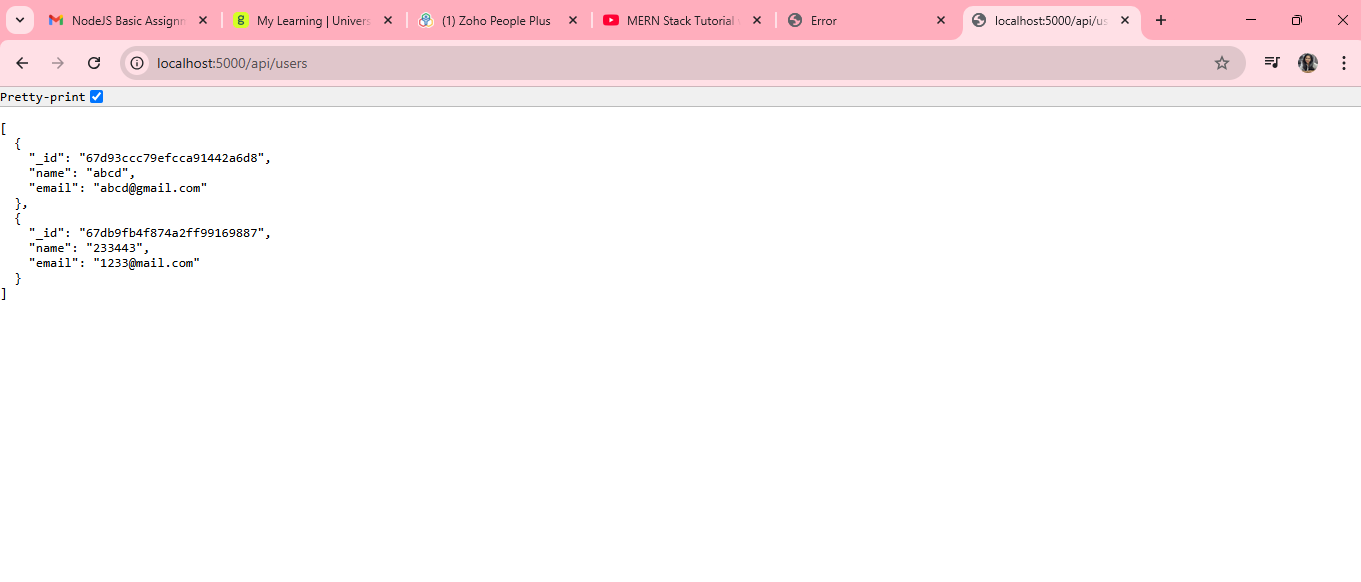 NodeJS Basic Assignm
My Learning | Univers
(1) Zoho People Plus
MERN Stack Tutorial
Error
localhost:5000/api/us
localhost:5000/api/users
Pretty-print
[
  {
    "_id": "67d93ccc79efcca91442a6d8",
    "name": "abcd",
    "email": "abcd@gmail.com"
  },
  {
    "_id": "67db9fb4f874a2ff99169887",
    "name": "233443",
    "email": "1233@mail.com"
  }
]